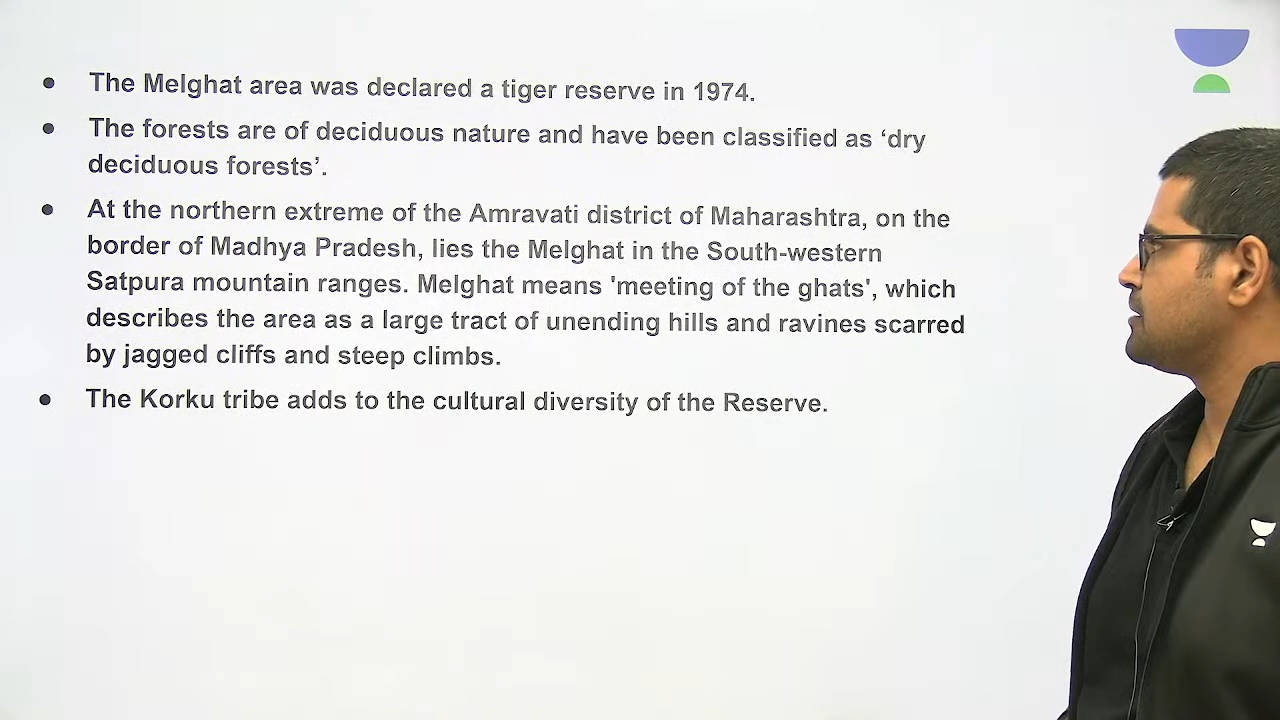 • The Melghat area was declared a tiger reserve in 1974.
• The forests are of deciduous nature and have been classified as ‘dry
deciduous forests’.
• At the northern extreme of the Amravati district of Maharashtra, on the
border of Madhya Pradesh, lies the Melghat in the South-western
Satpura mountain ranges. Melghat means 'meeting of the ghats', which
describes the area as a large tract of unending hills and ravines scarred
by jagged cliffs and steep climbs.
• The Korku tribe adds to the cultural diversity of the Reserve.